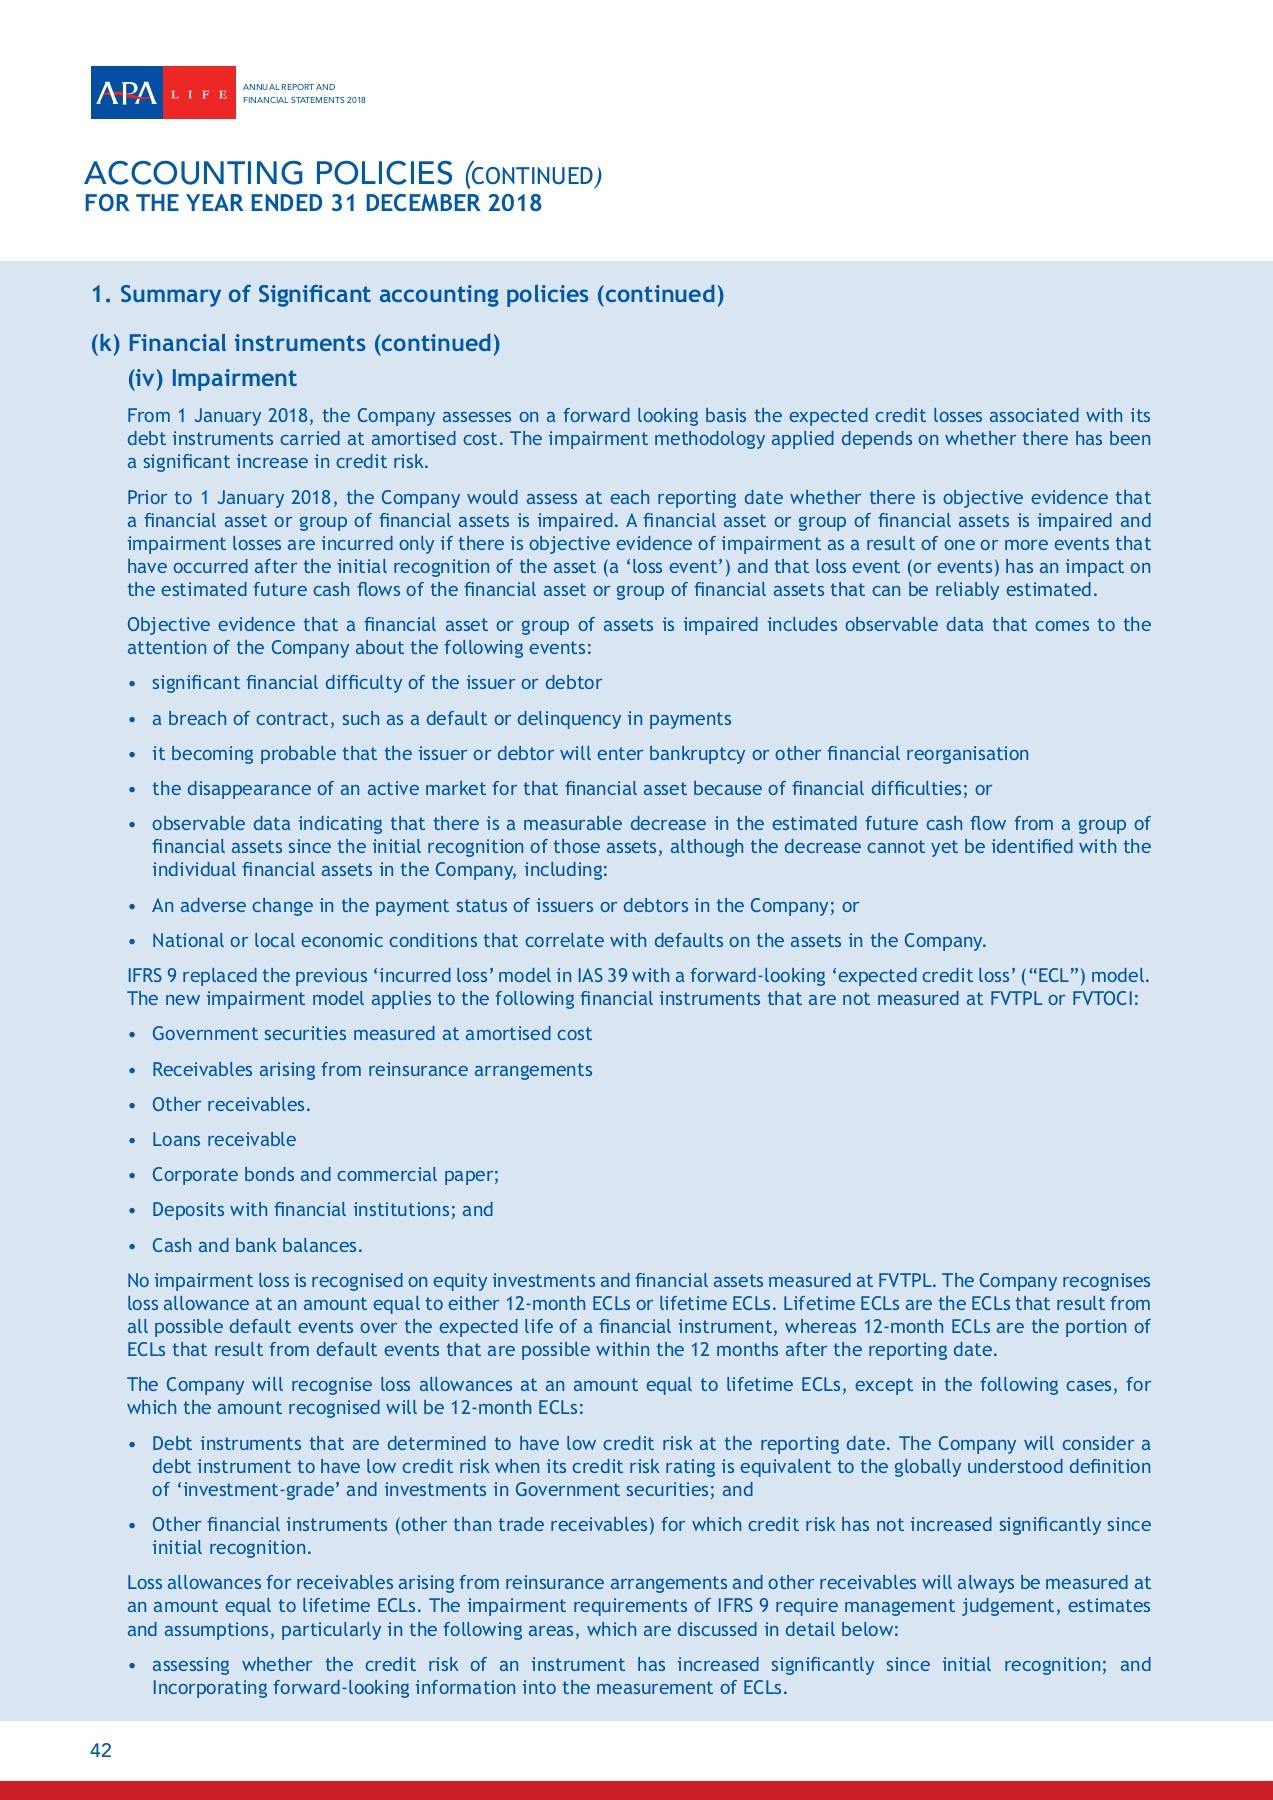 APA LIFE
ANNUAL REPORT AND
FINANCIAL STATEMENTS 2018
ACCOUNTING POLICIES (CONTINUED)
FOR THE YEAR ENDED 31 DECEMBER 2018
1. Summary of Significant accounting policies (continued)
(k) Financial instruments (continued)
(iv) Impairment
From 1 January 2018, the Company assesses on a forward looking basis the expected credit losses associated with its
debt instruments carried at amortised cost. The impairment methodology applied depends on whether there has been
a significant increase in credit risk.
Prior to 1 January 2018, the Company would assess at each reporting date whether there is objective evidence that
a financial asset or group of financial assets is impaired. A financial asset or group of financial assets is impaired and
impairment losses are incurred only if there is objective evidence of impairment as a result of one or more events that
have occurred after the initial recognition of the asset (a ‘loss event’) and that loss event (or events) has an impact on
the estimated future cash flows of the financial asset or group of financial assets that can be reliably estimated.
Objective evidence that a financial asset or group of assets is impaired includes observable data that comes to the
attention of the Company about the following events:
• significant financial difficulty of the issuer or debtor
• a breach of contract, such as a default or delinquency in payments
• it becoming probable that the issuer or debtor will enter bankruptcy or other financial reorganisation
• the disappearance of an active market for that financial asset because of financial difficulties; or
• observable data indicating that there is a measurable decrease in the estimated future cash flow from a group of
financial assets since the initial recognition of those assets, although the decrease cannot yet be identified with the
individual financial assets in the Company, including:
• An adverse change in the payment status of issuers or debtors in the Company; or
• National or local economic conditions that correlate with defaults on the assets in the Company.
IFRS 9 replaced the previous ‘incurred loss’ model in IAS 39 with a forward-looking ‘expected credit loss’ (“ECL”) model.
The new impairment model applies to the following financial instruments that are not measured at FVTPL or FVTOCI:
• Government securities measured at amortised cost
• Receivables arising from reinsurance arrangements
• Other receivables.
• Loans receivable
• Corporate bonds and commercial paper;
• Deposits with financial institutions; and
• Cash and bank balances.
No impairment loss is recognised on equity investments and financial assets measured at FVTPL. The Company recognises
loss allowance at an amount equal to either 12-month ECLs or lifetime ECLs. Lifetime ECLs are the ECLs that result from
all possible default events over the expected life of a financial instrument, whereas 12-month ECLs are the portion of
ECLs that result from default events that are possible within the 12 months after the reporting date.
The Company will recognise loss allowances at an amount equal to lifetime ECLs, except in the following cases, for
which the amount recognised will be 12-month ECLs:
• Debt instruments that are determined to have low credit risk at the reporting date. The Company will consider a
debt instrument to have low credit risk when its credit risk rating is equivalent to the globally understood definition
of ‘investment-grade’ and investments in Government securities; and
• Other financial instruments (other than trade receivables) for which credit risk has not increased significantly since
initial recognition.
Loss allowances for receivables arising from reinsurance arrangements and other receivables will always be measured at
an amount equal to lifetime ECLs. The impairment requirements of IFRS 9 require management judgement, estimates
and assumptions, particularly in the following areas, which are discussed in detail below:
• assessing whether the credit risk of an instrument has increased significantly since initial recognition; and
Incorporating forward-looking information into the measurement of ECLs.
42